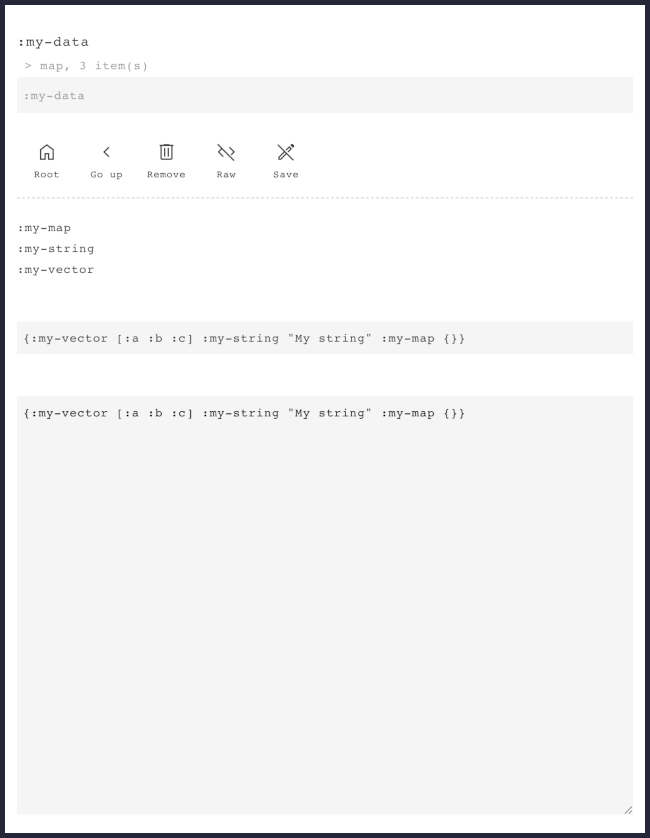 :my-data
> map, 3 item(s)
:my-data
Root Go up Remove Raw Save
:my-map
:my-string
:my-vector
{:my-vector [:a :b :c] :my-string "My string" :my-map {}}
{:my-vector [:a :b :c] :my-string "My string" :my-map {}}